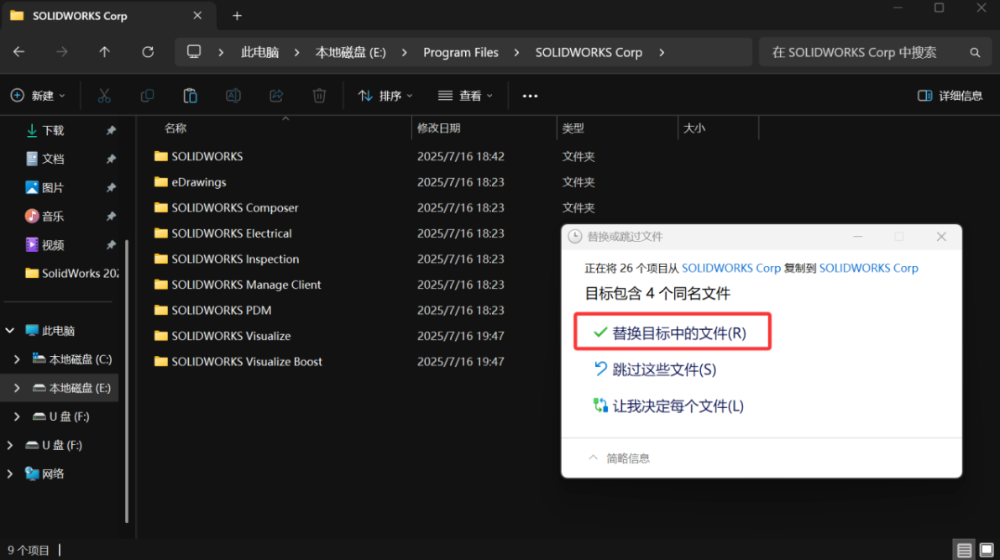 SOLIDWORKS Corp
此电脑 本地磁盘 (E:) Program Files SOLIDWORKS Corp 在 SOLIDWORKS Corp 中搜索
新建 排序 查看 详细信息
名称 修改日期 类型 大小
下载
文档
图片
音乐
视频
SolidWorks 202
此电脑
本地磁盘 (C:)
本地磁盘 (E:)
U 盘 (F:)
U 盘 (F:)
网络
SOLIDWORKS 2025/7/16 18:42 文件夹
eDrawings 2025/7/16 18:23 文件夹
SOLIDWORKS Composer 2025/7/16 18:23 文件夹
SOLIDWORKS Electrical 2025/7/16 18:23
SOLIDWORKS Inspection 2025/7/16 18:23
SOLIDWORKS Manage Client 2025/7/16 18:23
SOLIDWORKS PDM 2025/7/16 18:23
SOLIDWORKS Visualize 2025/7/16 19:47
SOLIDWORKS Visualize Boost 2025/7/16 19:47
替换或跳过文件
正在将 26 个项目从 SOLIDWORKS Corp 复制到 SOLIDWORKS Corp
目标包含 4 个同名文件
替换目标中的文件(R)
跳过这些文件(S)
让我决定每个文件(L)
简略信息
9 个项目